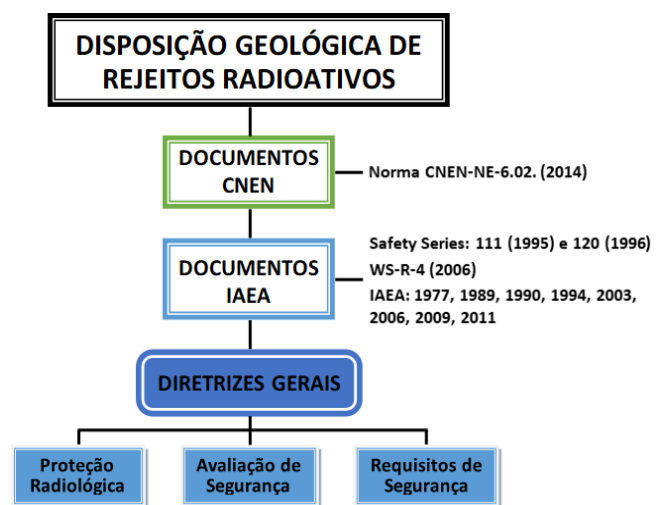 DISPOSIÇÃO GEOLÓGICA DE
REJEITOS RADIOATIVOS
DOCUMENTOS
CNEN
Norma CNEN-NE-6.02. (2014)
DOCUMENTOS
IAEA
Safety Series: 111 (1995) e 120 (1996)
WS-R-4 (2006)
IAEA: 1977, 1989, 1990, 1994, 2003,
2006, 2009, 2011
DIRETRIZES GERAIS
Proteção
Radiológica
Avaliação de
Segurança
Requisitos de
Segurança